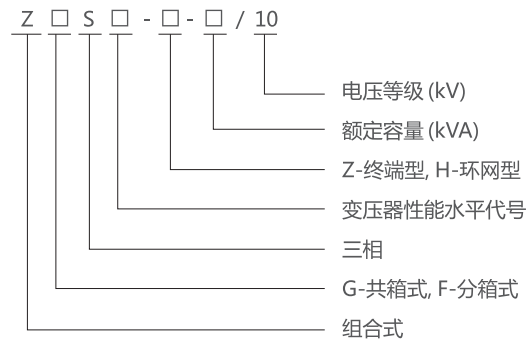 Z□S□-□-□/10
电压等级(kV)
额定容量(kVA)
Z-终端型, H-环网型
变压器性能水平代号
三相
G-共箱式, F-分箱式
组合式